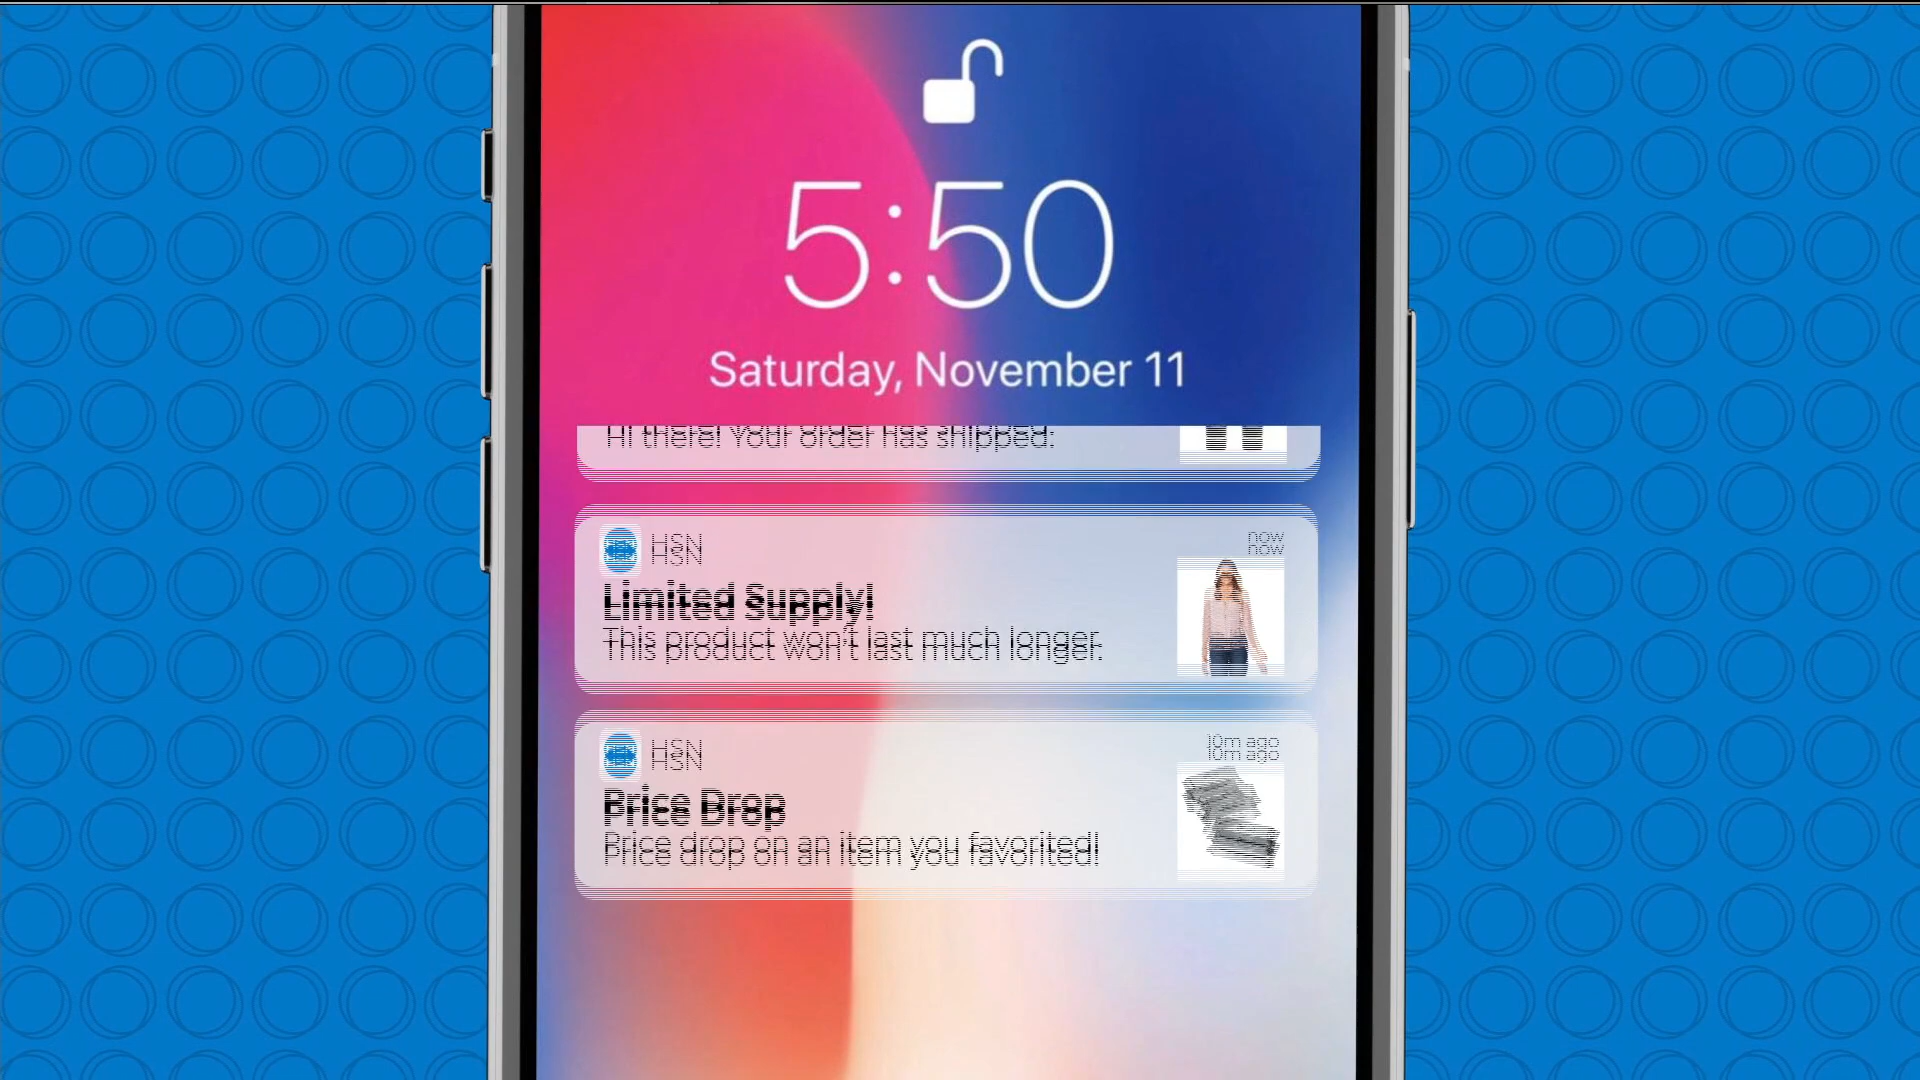 5:50
Saturday, November 11
Hi there! Your order has shipped.
HSN
now
Limited Supply!
This product won't last much longer.
HSN
10m ago
Price Drop
Price drop on an item you favorited!